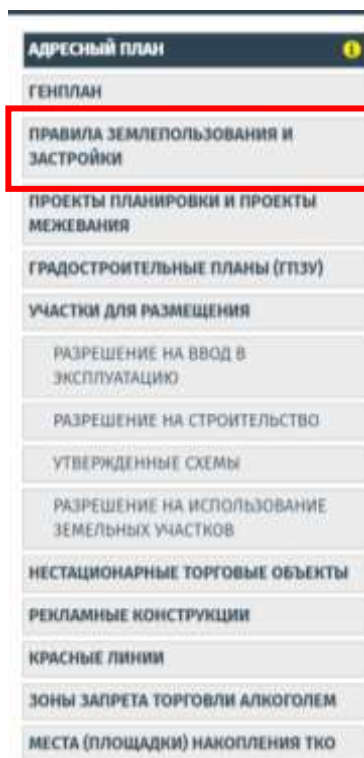 АДРЕСНЫЙ ПЛАН
ГЕНПЛАН
ПРАВИЛА ЗЕМЛЕПОЛЬЗОВАНИЯ И
ЗАСТРОЙКИ
ПРОЕКТЫ ПЛАНИРОВКИ И ПРОЕКТЫ
МЕЖЕВАНИЯ
ГРАДОСТРОИТЕЛЬНЫЕ ПЛАНЫ (ГПЗУ)
УЧАСТКИ ДЛЯ РАЗМЕЩЕНИЯ
РАЗРЕШЕНИЕ НА ВВОД В
ЭКСПЛУАТАЦИЮ
РАЗРЕШЕНИЕ НА СТРОИТЕЛЬСТВО
УТВЕРЖДЕННЫЕ СХЕМЫ
РАЗРЕШЕНИЕ НА ИСПОЛЬЗОВАНИЕ
ЗЕМЕЛЬНЫХ УЧАСТКОВ
НЕСТАЦИОНАРНЫЕ ТОРГОВЫЕ ОБЪЕКТЫ
РЕКЛАМНЫЕ КОНСТРУКЦИИ
КРАСНЫЕ ЛИНИИ
ЗОНЫ ЗАПРЕТА ТОРГОВЛИ АЛКОГОЛЕМ
МЕСТА (ПЛОЩАДКИ) НАКОПЛЕНИЯ ТКО